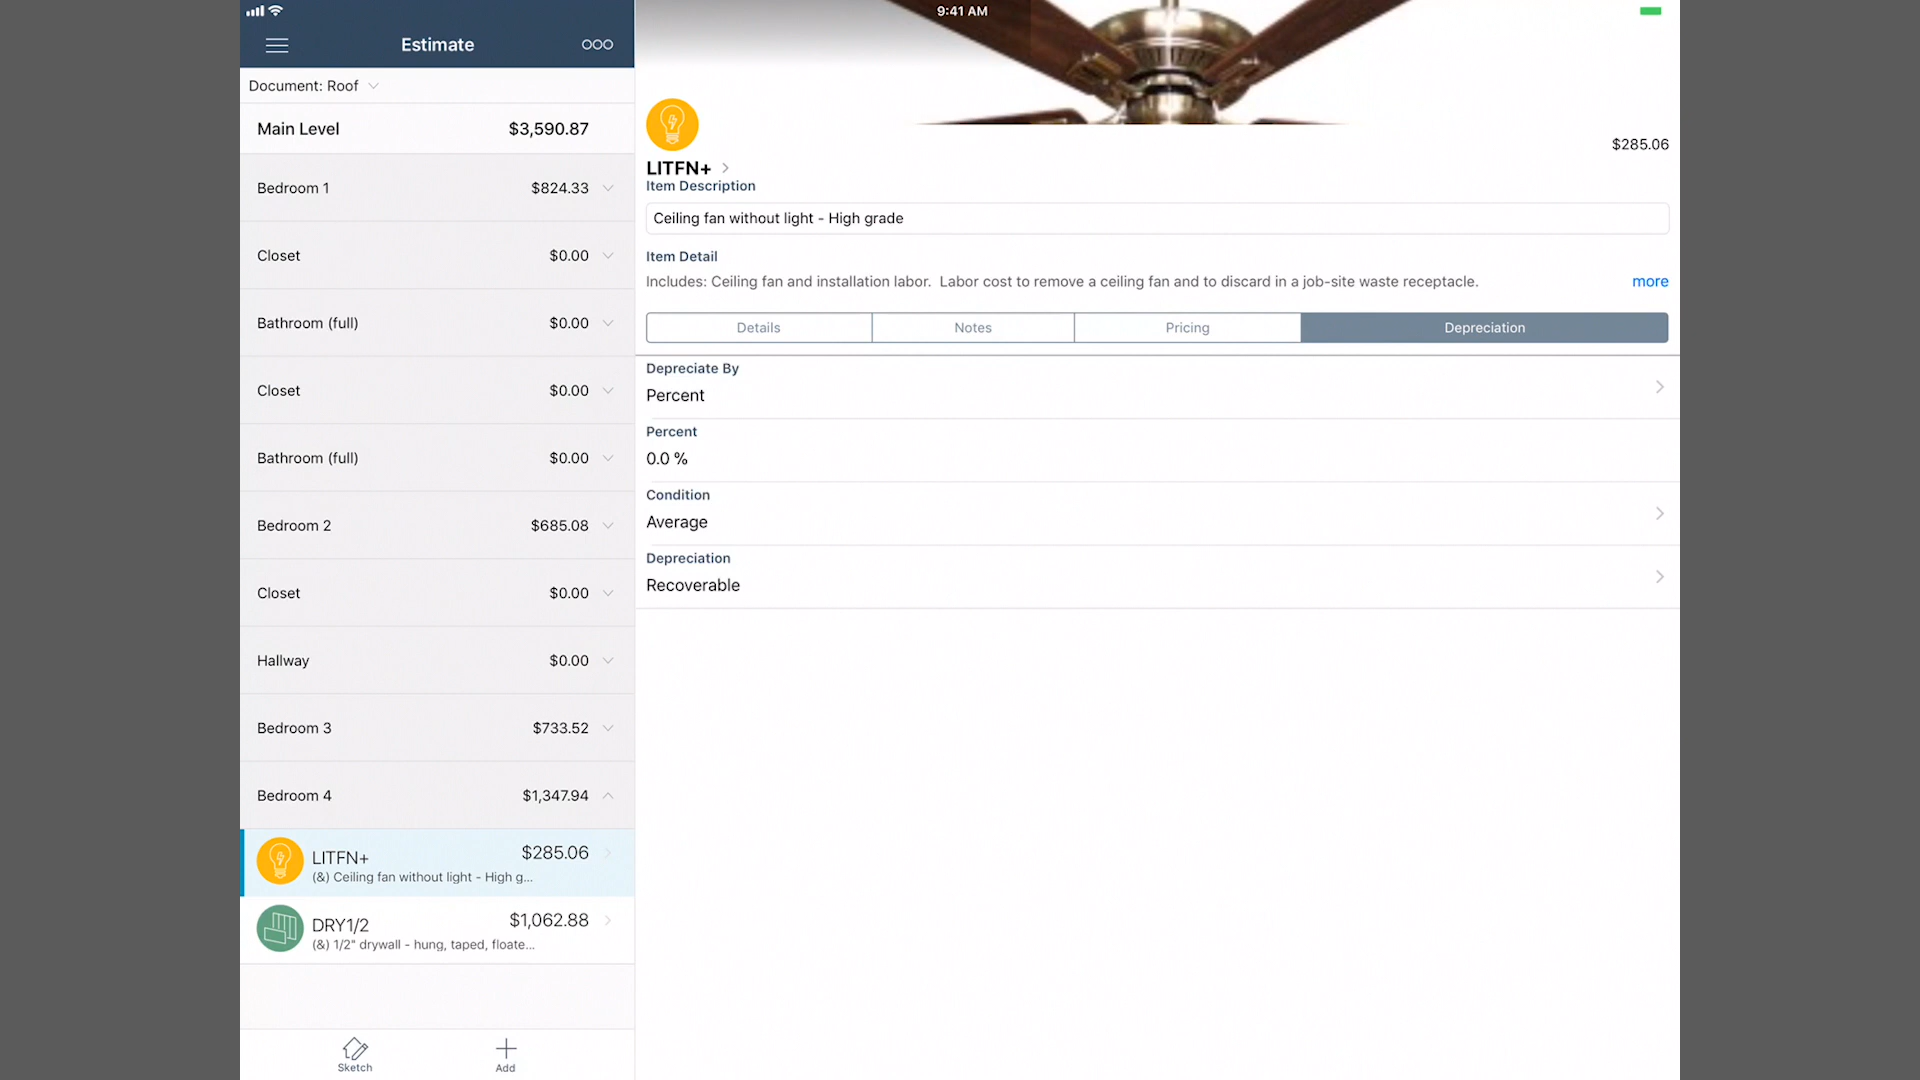 9:41 AM
Estimate
Document: Roof
Main Level $3,590.87
Bedroom 1 $824.33
Closet $0.00
Bathroom (full) $0.00
Closet $0.00
Bathroom (full) $0.00
Bedroom 2 $685.08
Closet $0.00
Hallway $0.00
Bedroom 3 $733.52
Bedroom 4 $1,347.94
LITFN+ $285.06
(&) Ceiling fan without light - High g...
DRY1/2 $1,062.88
(&) 1/2" drywall - hung, taped, floate...
Sketch
Add
$285.06
LITFN+
Item Description
Ceiling fan without light - High grade
Item Detail
Includes: Ceiling fan and installation labor. Labor cost to remove a ceiling fan and to discard in a job-site waste receptacle. more
Details Notes Pricing Depreciation
Depreciate By
Percent
Percent
0.0 %
Condition
Average
Depreciation
Recoverable